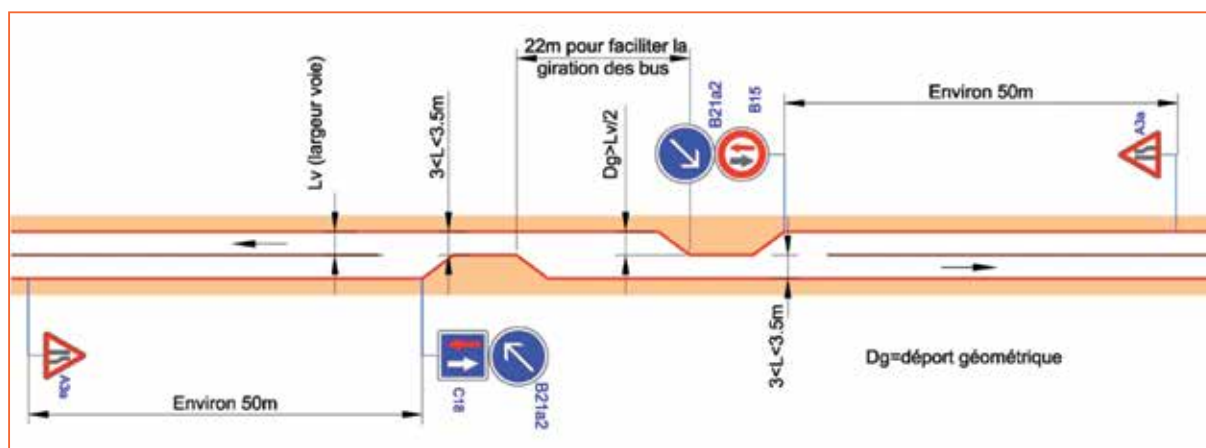 22m pour faciliter la
giration des bus
Lv (largeur voie)
3<L<3.5m
Dg>Lv/2
B21a2
B15
Environ 50m
A3a
A3a
Environ 50m
C18
B21a2
3<L<3.5m
Dg=déport géométrique